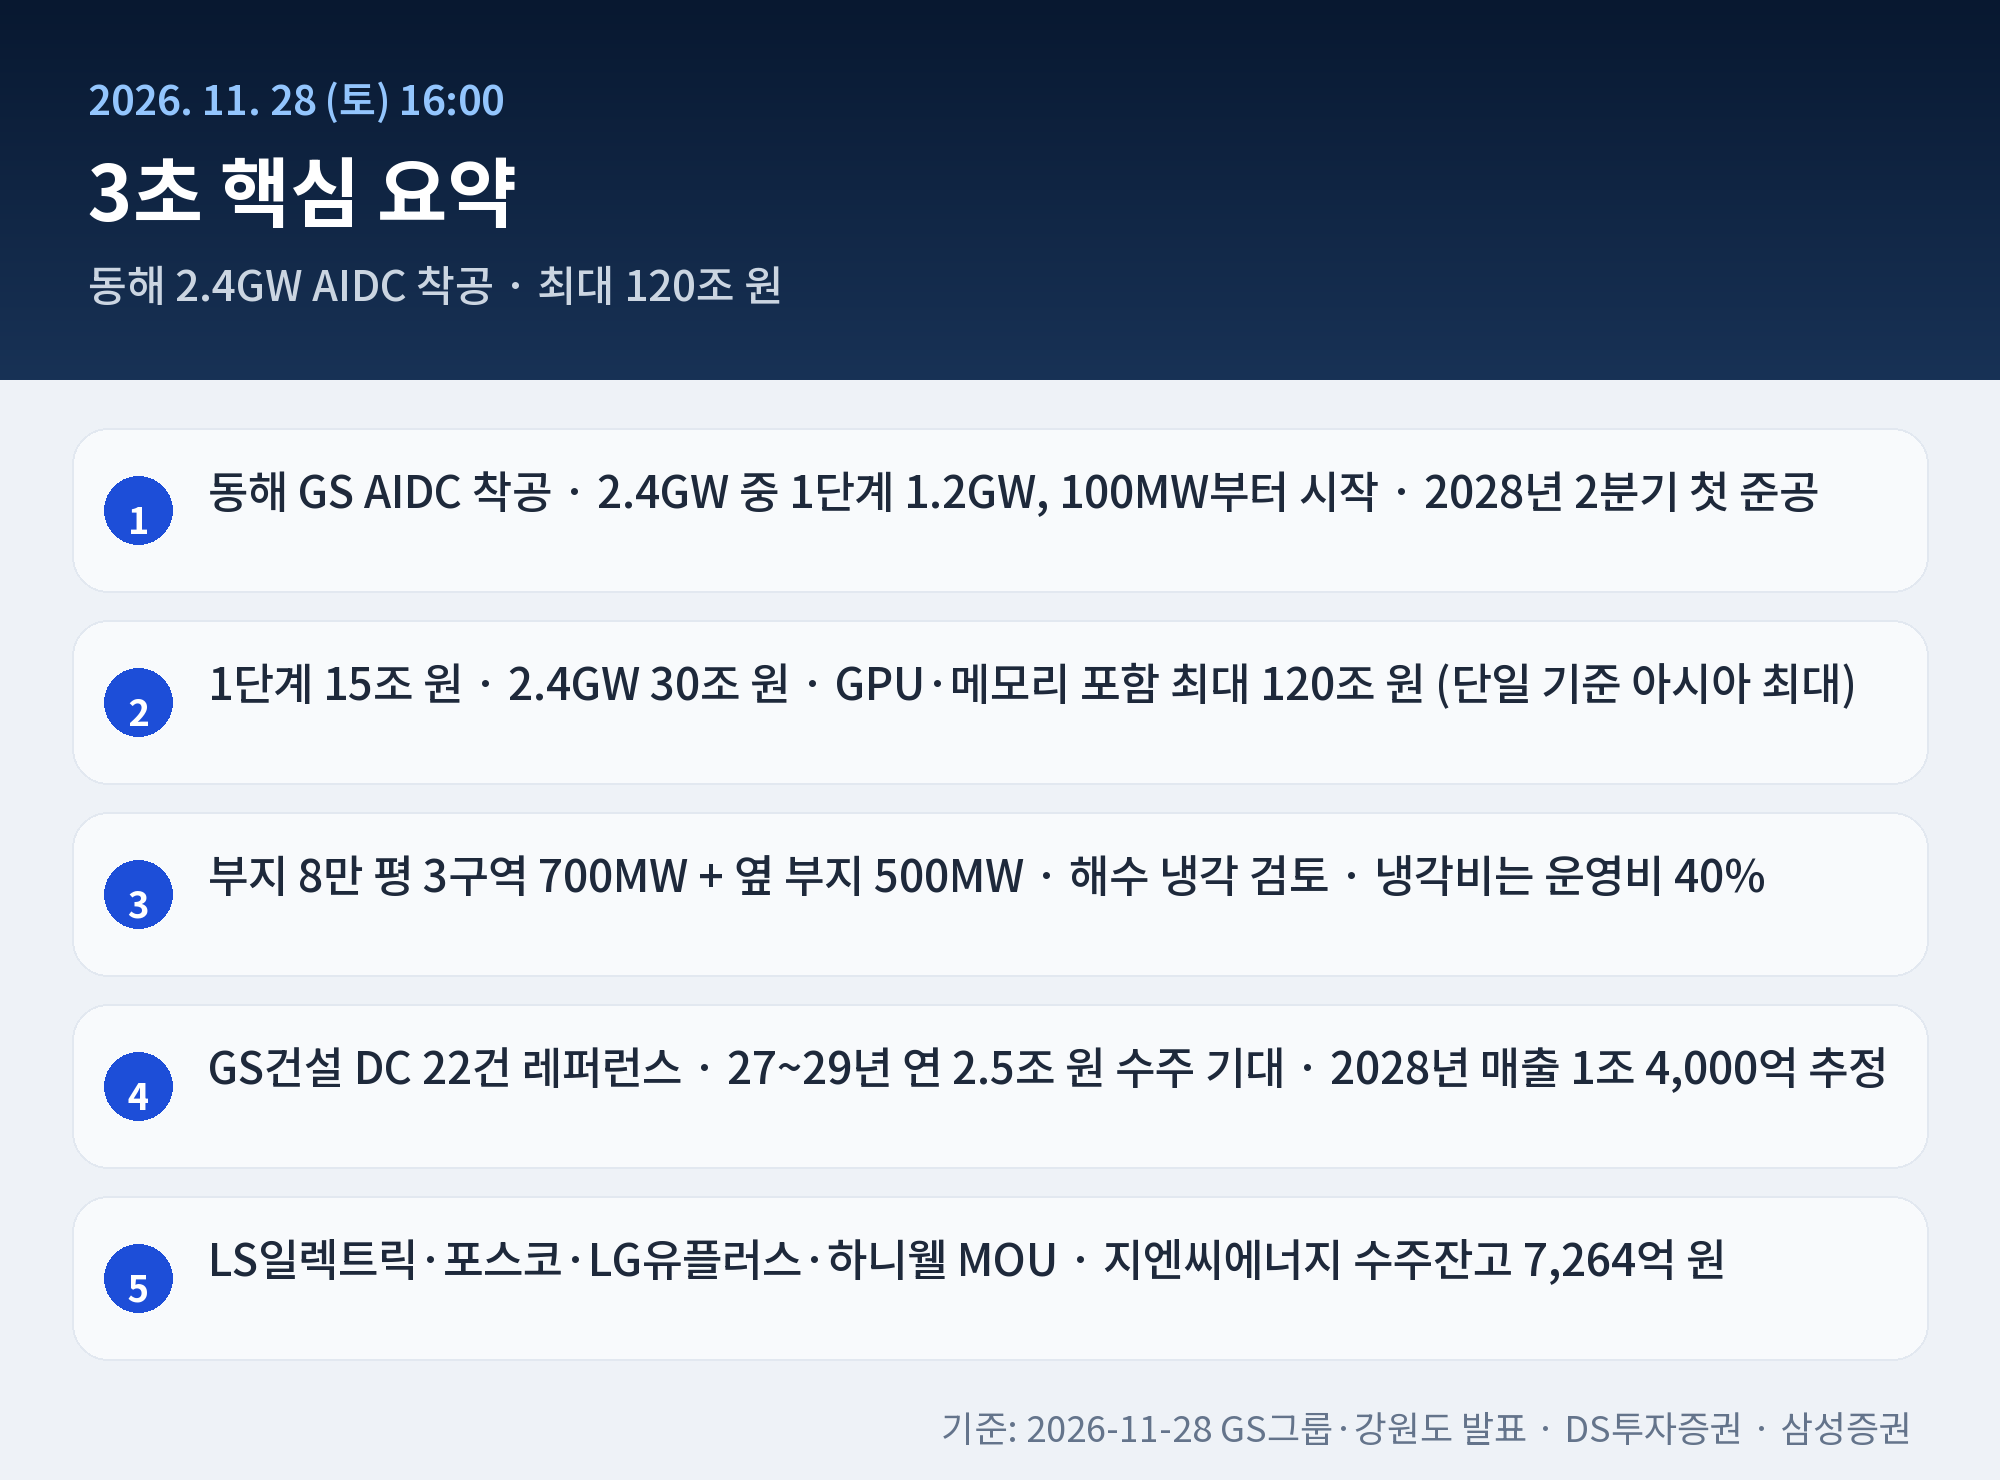 2026. 11. 28 (토) 16:00
3초 핵심 요약
동해 2.4GW AIDC 착공 · 최대 120조 원
1 동해 GS AIDC 착공 · 2.4GW 중 1단계 1.2GW, 100MW부터 시작 · 2028년 2분기 첫 준공
2 1단계 15조 원 · 2.4GW 30조 원 · GPU·메모리 포함 최대 120조 원 (단일 기준 아시아 최대)
3 부지 8만 평 3구역 700MW + 옆 부지 500MW · 해수 냉각 검토 · 냉각비는 운영비 40%
4 GS건설 DC 22건 레퍼런스 · 27~29년 연 2.5조 원 수주 기대 · 2028년 매출 1조 4,000억 추정
5 LS일렉트릭·포스코·LG유플러스·하니웰 MOU · 지엔씨에너지 수주잔고 7,264억 원
기준: 2026-11-28 GS그룹·강원도 발표 · DS투자증권 · 삼성증권